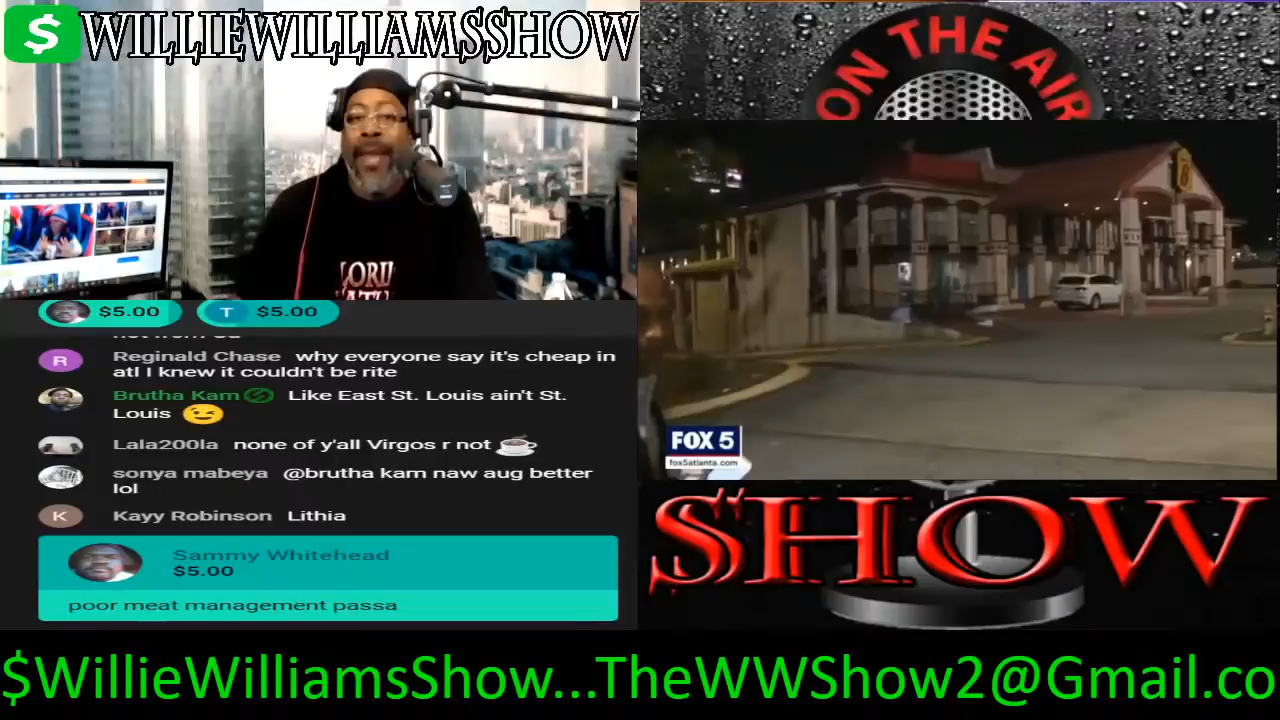 $ WILLIEWILLIAMSSHOW
ON THE AIR
$5.00
T $5.00
R Reginald Chase why everyone say it's cheap in
atl I knew it couldn't be rite
Brutha Kam Like East St. Louis ain't St.
Louis 😉
Lala200la none of y'all Virgos r not ☕
sonya mabeya @brutha kam naw aug better
lol
K Kayy Robinson Lithia
Sammy Whitehead
$5.00
poor meat management passa
FOX 5
fox5atlanta.com
$HOW
$WillieWilliamsShow...TheWWShow2@Gmail.co